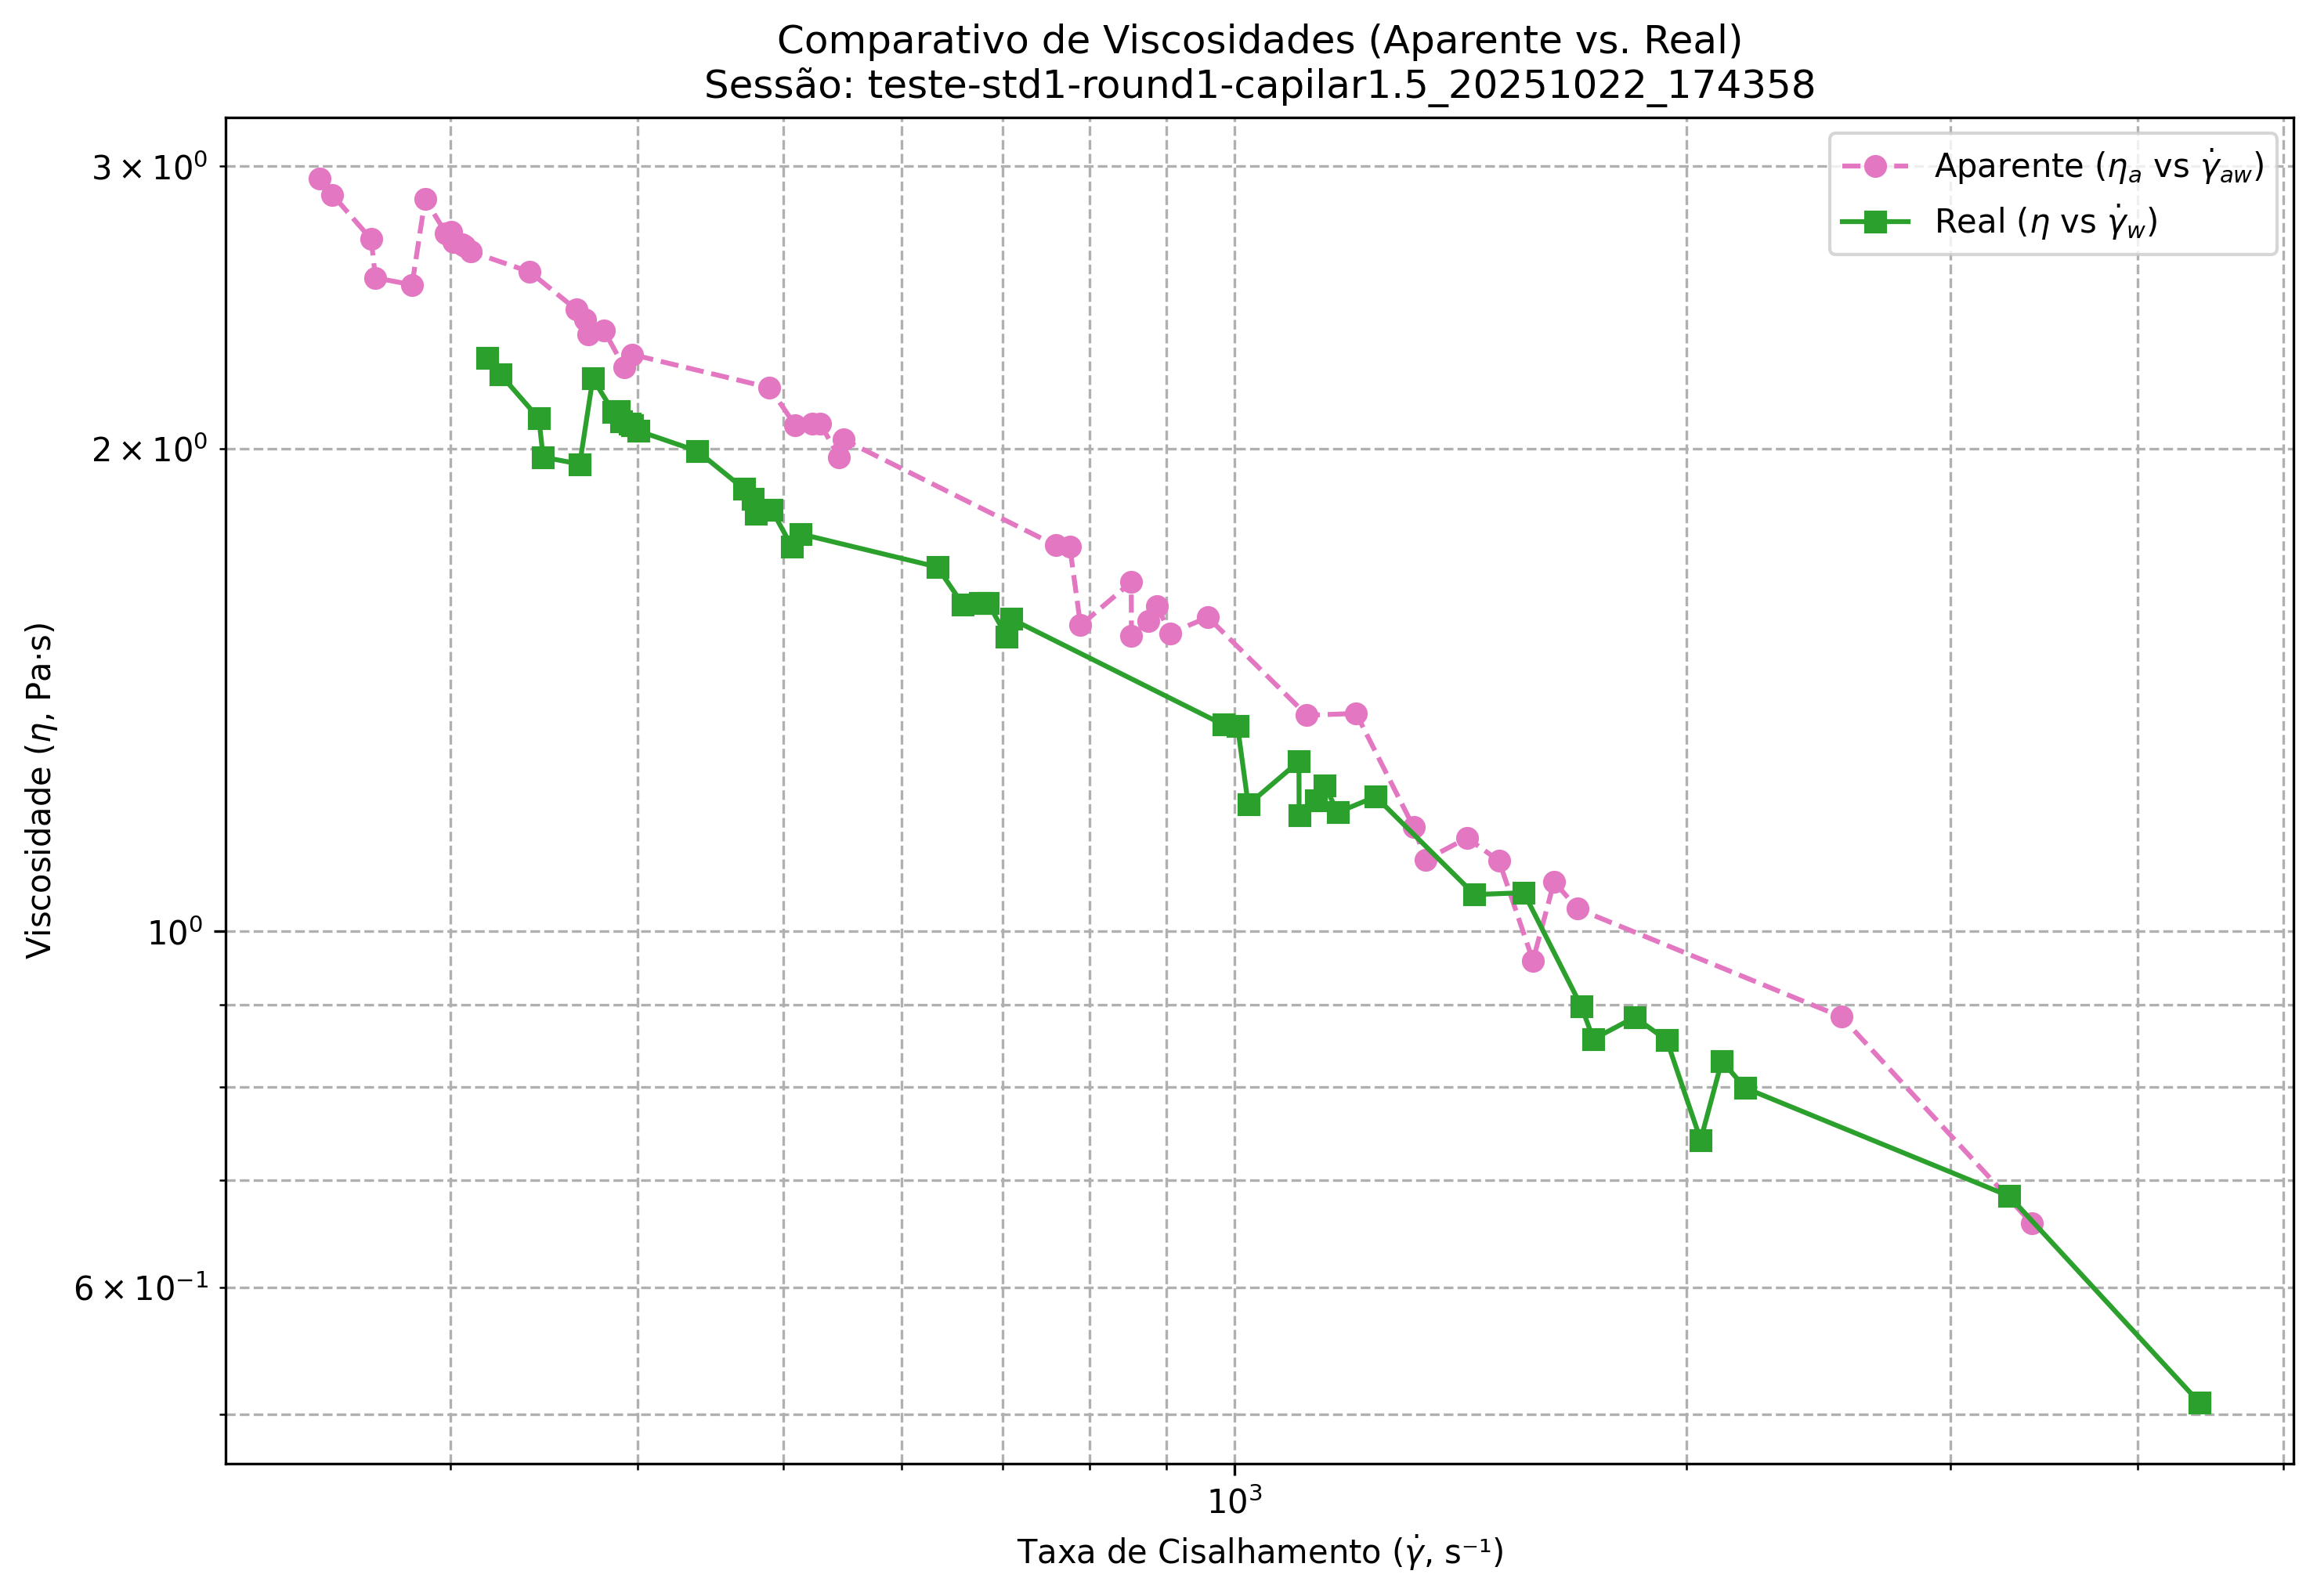 Comparativo de Viscosidades (Aparente vs. Real)
Sessão: teste-std1-round1-capilar1.5_20251022_174358
Aparente (ηₐ vs γ̇ₐw)
Real (η vs γ̇w)
3 × 10⁰
2 × 10⁰
10⁰
6 × 10⁻¹
Viscosidade (η, Pa·s)
10³
Taxa de Cisalhamento (γ̇, s⁻¹)